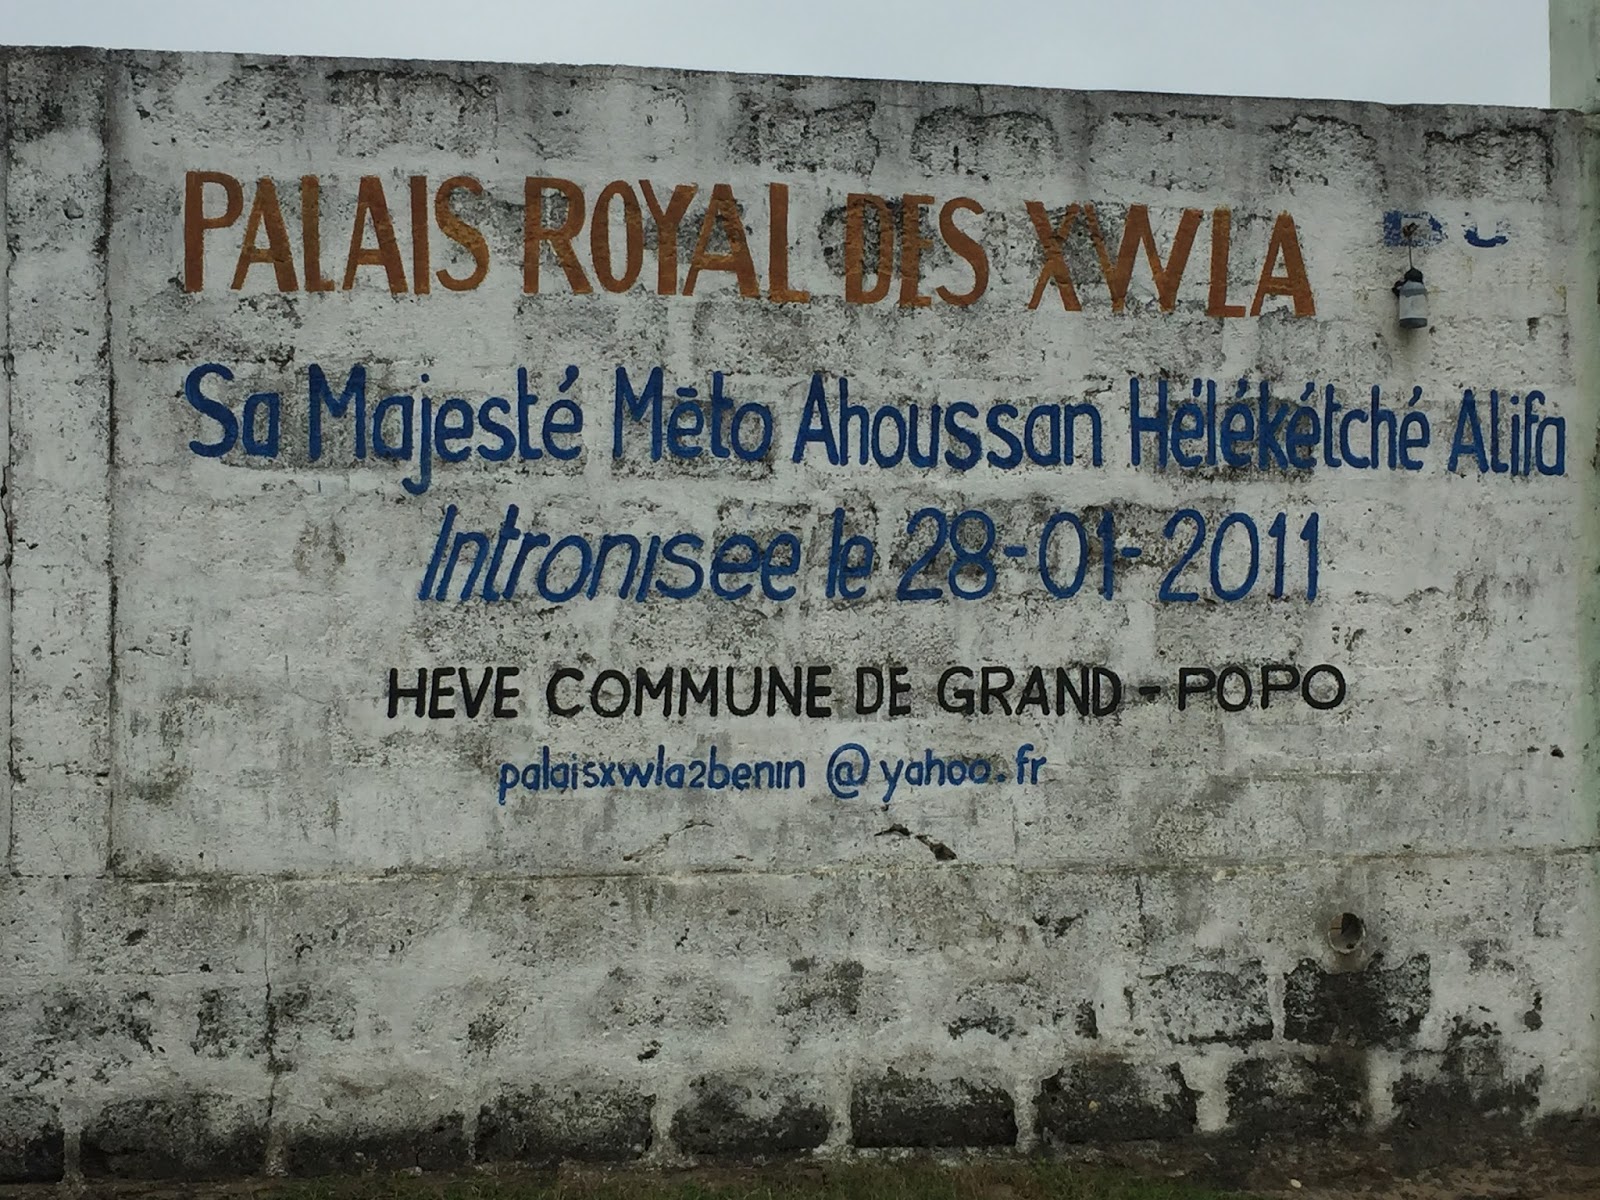 PALAIS ROYAL DES XWLA
Sa Majesté Mēto Ahoussan Hélékétché Alifa
Intronisee le 28-01-2011
HEVE COMMUNE DE GRAND-POPO
palaisxwla2benin @ yahoo.fr